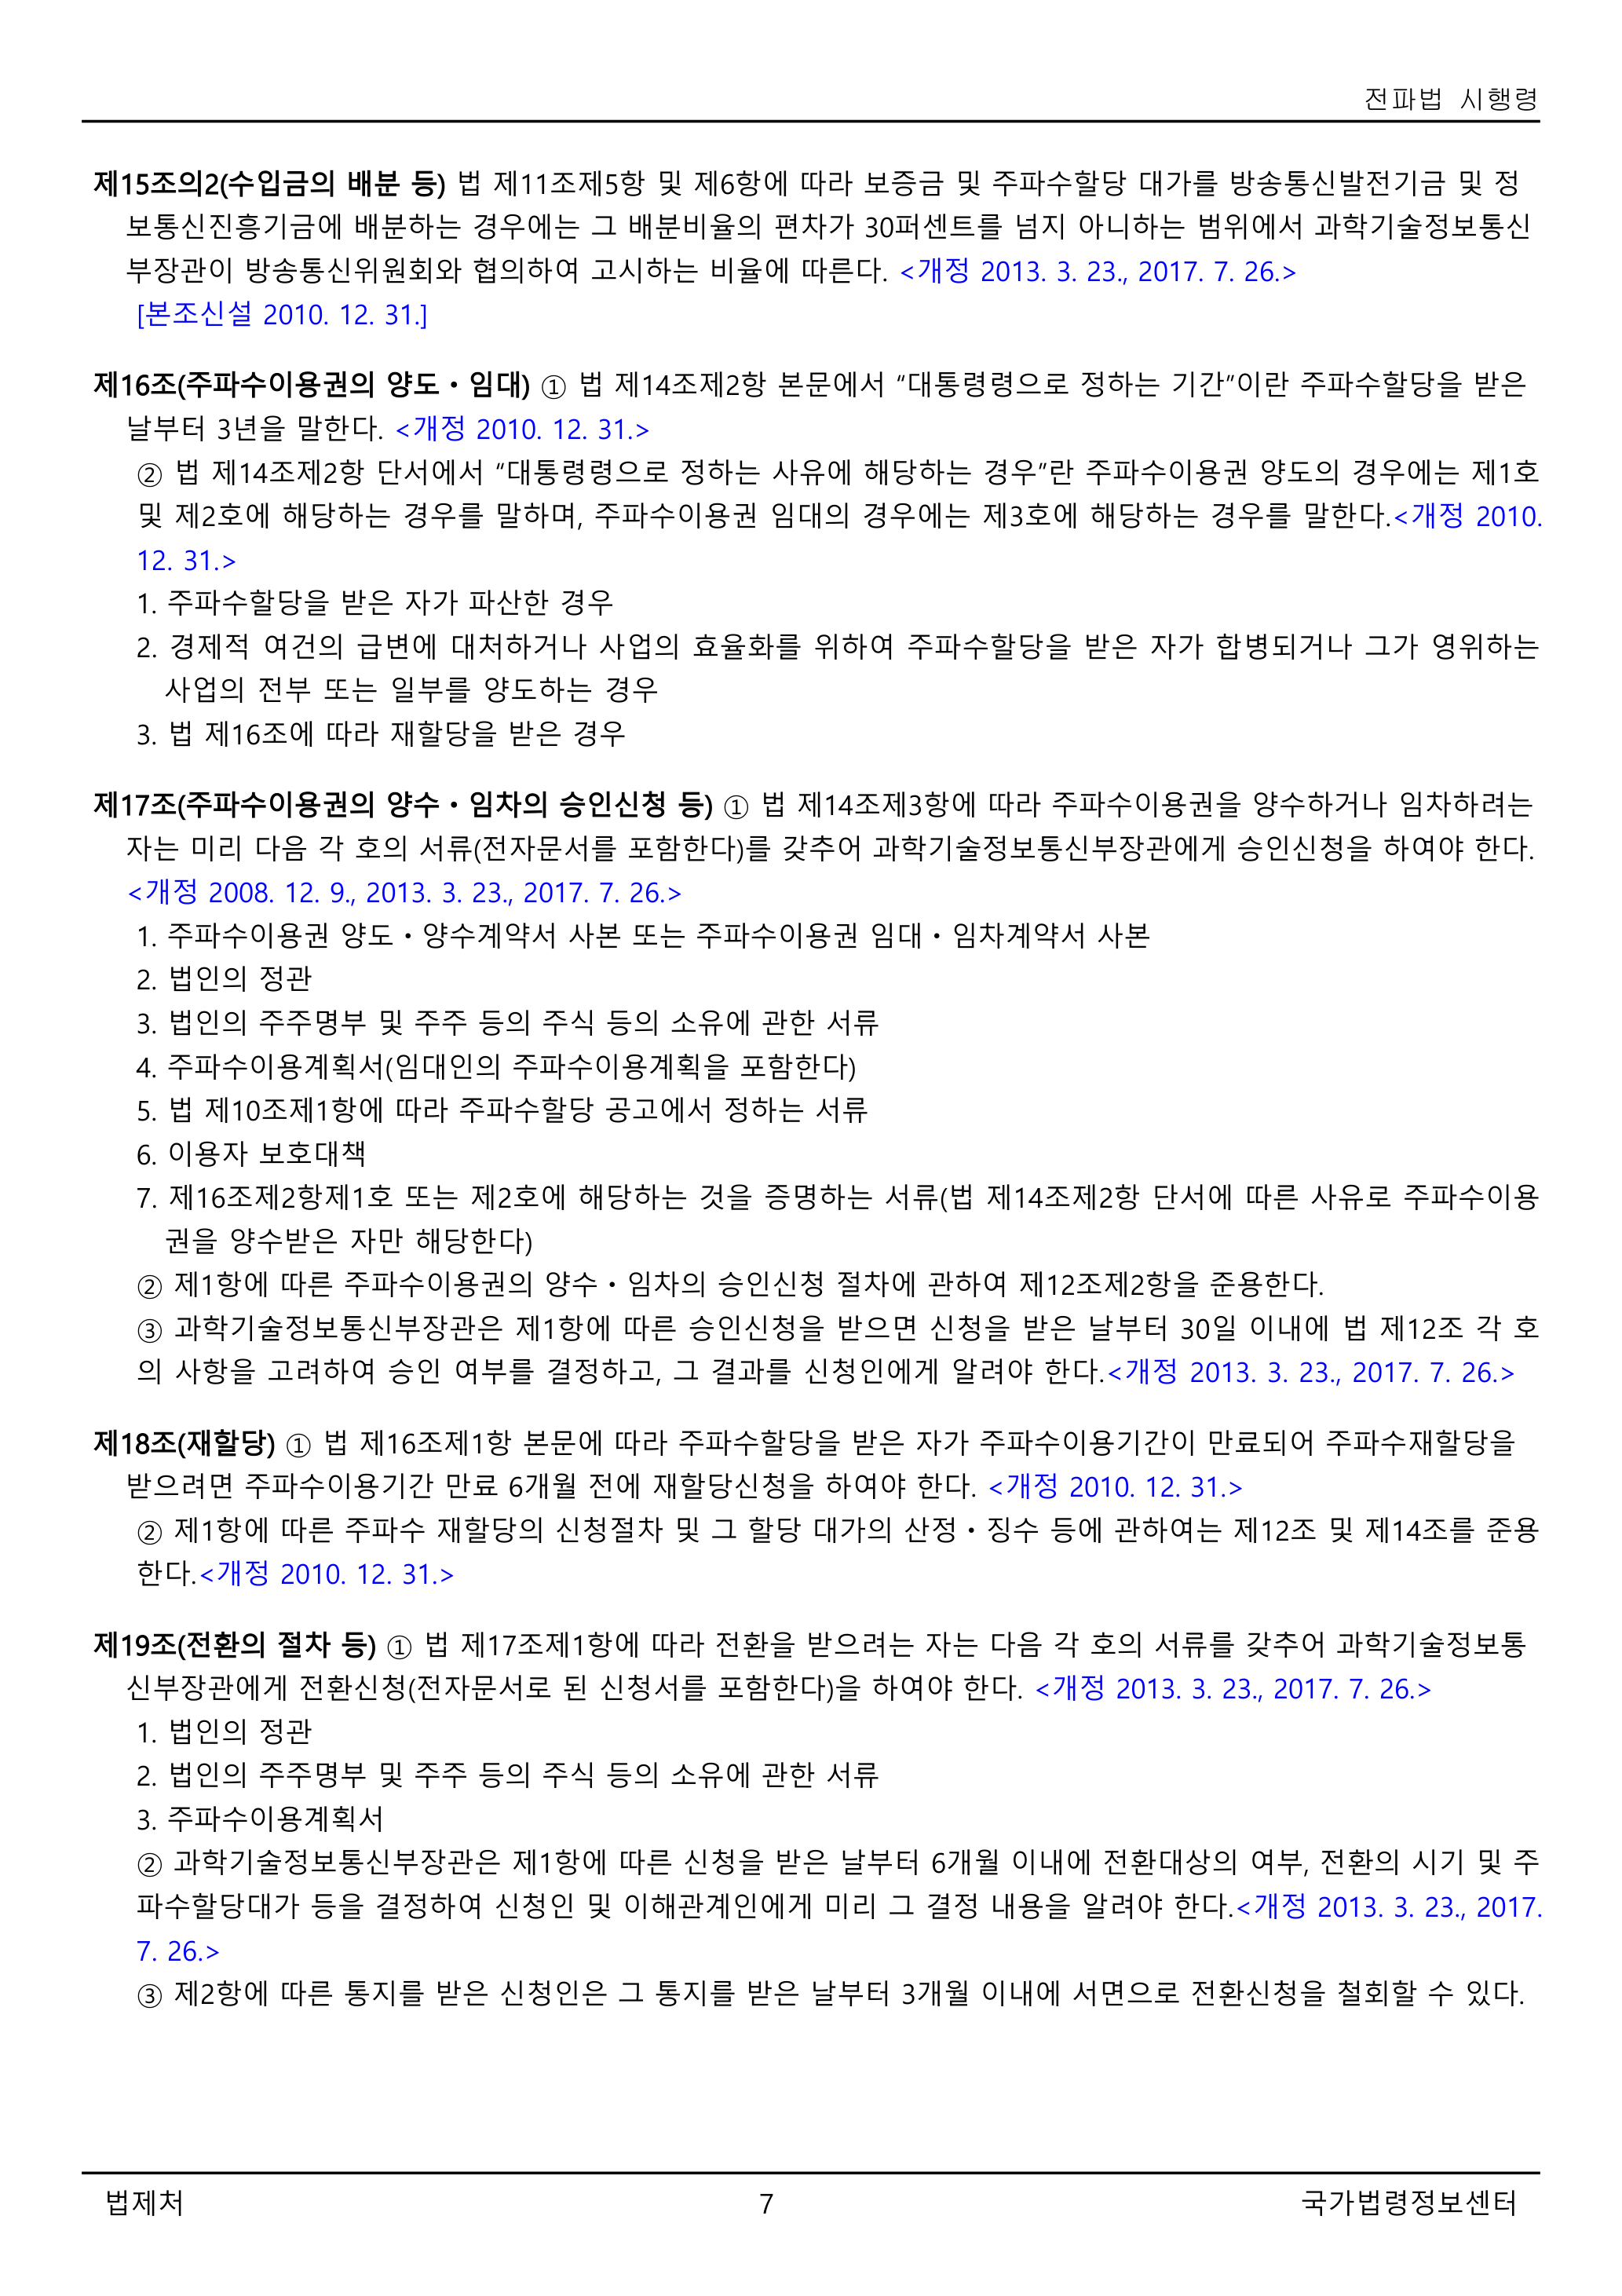 전파법 시행령
제15조의2(수입금의 배분 등) 법 제11조제5항 및 제6항에 따라 보증금 및 주파수할당 대가를 방송통신발전기금 및 정
보통신진흥기금에 배분하는 경우에는 그 배분비율의 편차가 30퍼센트를 넘지 아니하는 범위에서 과학기술정보통신
부장관이 방송통신위원회와 협의하여 고시하는 비율에 따른다. <개정 2013. 3. 23., 2017. 7. 26.>
[본조신설 2010. 12. 31.]
제16조(주파수이용권의 양도ㆍ임대) ① 법 제14조제2항 본문에서 “대통령령으로 정하는 기간”이란 주파수할당을 받은
날부터 3년을 말한다. <개정 2010. 12. 31.>
② 법 제14조제2항 단서에서 “대통령령으로 정하는 사유에 해당하는 경우”란 주파수이용권 양도의 경우에는 제1호
및 제2호에 해당하는 경우를 말하며, 주파수이용권 임대의 경우에는 제3호에 해당하는 경우를 말한다.<개정 2010.
12. 31.>
1. 주파수할당을 받은 자가 파산한 경우
2. 경제적 여건의 급변에 대처하거나 사업의 효율화를 위하여 주파수할당을 받은 자가 합병되거나 그가 영위하는
사업의 전부 또는 일부를 양도하는 경우
3. 법 제16조에 따라 재할당을 받은 경우
제17조(주파수이용권의 양수ㆍ임차의 승인신청 등) ① 법 제14조제3항에 따라 주파수이용권을 양수하거나 임차하려는
자는 미리 다음 각 호의 서류(전자문서를 포함한다)를 갖추어 과학기술정보통신부장관에게 승인신청을 하여야 한다.
<개정 2008. 12. 9., 2013. 3. 23., 2017. 7. 26.>
1. 주파수이용권 양도ㆍ양수계약서 사본 또는 주파수이용권 임대ㆍ임차계약서 사본
2. 법인의 정관
3. 법인의 주주명부 및 주주 등의 주식 등의 소유에 관한 서류
4. 주파수이용계획서(임대인의 주파수이용계획을 포함한다)
5. 법 제10조제1항에 따라 주파수할당 공고에서 정하는 서류
6. 이용자 보호대책
7. 제16조제2항제1호 또는 제2호에 해당하는 것을 증명하는 서류(법 제14조제2항 단서에 따른 사유로 주파수이용
권을 양수받은 자만 해당한다)
② 제1항에 따른 주파수이용권의 양수ㆍ임차의 승인신청 절차에 관하여 제12조제2항을 준용한다.
③ 과학기술정보통신부장관은 제1항에 따른 승인신청을 받으면 신청을 받은 날부터 30일 이내에 법 제12조 각 호
의 사항을 고려하여 승인 여부를 결정하고, 그 결과를 신청인에게 알려야 한다.<개정 2013. 3. 23., 2017. 7. 26.>
제18조(재할당) ① 법 제16조제1항 본문에 따라 주파수할당을 받은 자가 주파수이용기간이 만료되어 주파수재할당을
받으려면 주파수이용기간 만료 6개월 전에 재할당신청을 하여야 한다. <개정 2010. 12. 31.>
② 제1항에 따른 주파수 재할당의 신청절차 및 그 할당 대가의 산정ㆍ징수 등에 관하여는 제12조 및 제14조를 준용
한다.<개정 2010. 12. 31.>
제19조(전환의 절차 등) ① 법 제17조제1항에 따라 전환을 받으려는 자는 다음 각 호의 서류를 갖추어 과학기술정보통
신부장관에게 전환신청(전자문서로 된 신청서를 포함한다)을 하여야 한다. <개정 2013. 3. 23., 2017. 7. 26.>
1. 법인의 정관
2. 법인의 주주명부 및 주주 등의 주식 등의 소유에 관한 서류
3. 주파수이용계획서
② 과학기술정보통신부장관은 제1항에 따른 신청을 받은 날부터 6개월 이내에 전환대상의 여부, 전환의 시기 및 주
파수할당대가 등을 결정하여 신청인 및 이해관계인에게 미리 그 결정 내용을 알려야 한다.<개정 2013. 3. 23., 2017.
7. 26.>
③ 제2항에 따른 통지를 받은 신청인은 그 통지를 받은 날부터 3개월 이내에 서면으로 전환신청을 철회할 수 있다.
법제처 7 국가법령정보센터